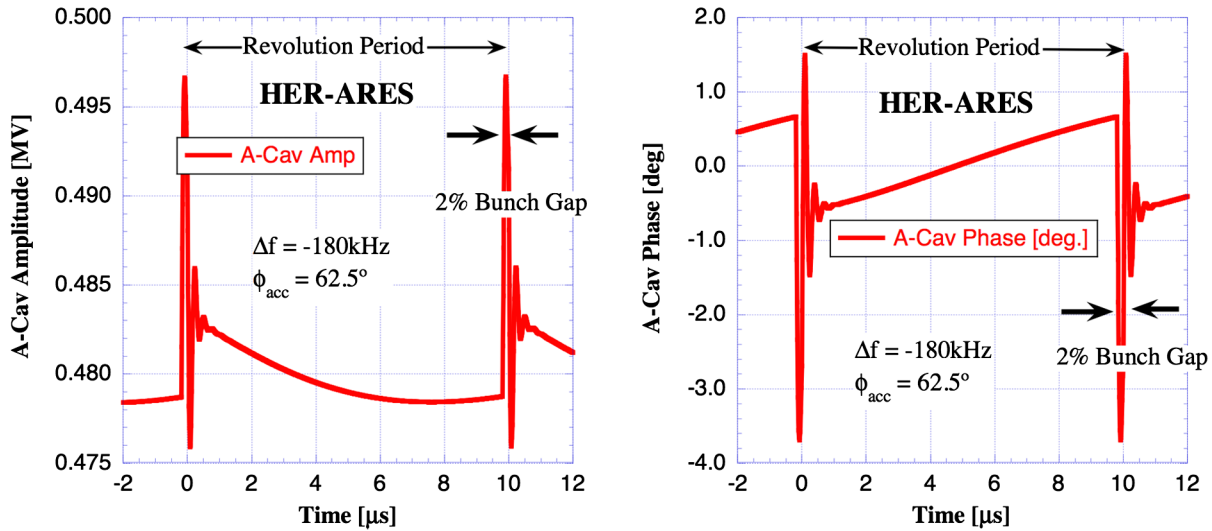 0.500
0.495
0.490
0.485
0.480
0.475
A-Cav Amplitude [MV]
Revolution Period
HER-ARES
A-Cav Amp
2% Bunch Gap
Δf = -180kHz
ϕacc = 62.5º
-2 0 2 4 6 8 10 12
Time [μs]
2.0
1.0
0.0
-1.0
-2.0
-3.0
-4.0
A-Cav Phase [deg]
Revolution Period
HER-ARES
A-Cav Phase [deg.]
2% Bunch Gap
Δf = -180kHz
ϕacc = 62.5º
-2 0 2 4 6 8 10 12
Time [μs]